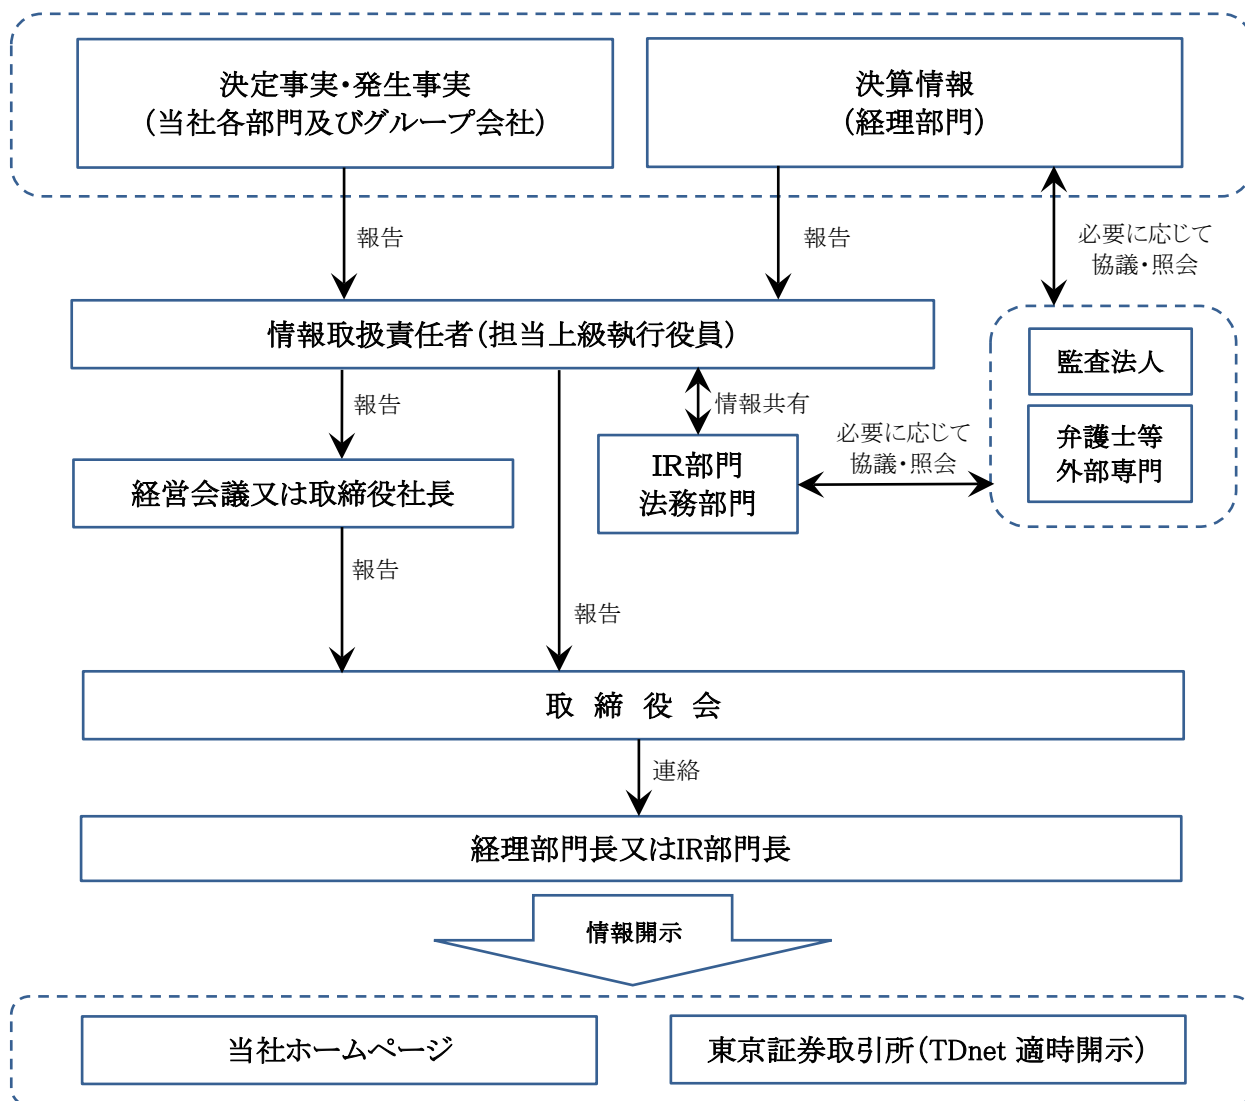 決定事実・発生事実
（当社各部門及びグループ会社）
決算情報
（経理部門）
報告
報告
必要に応じて
協議・照会
情報取扱責任者（担当上級執行役員）
監査法人
弁護士等
外部専門
報告
情報共有
必要に応じて
協議・照会
経営会議又は取締役社長
IR部門
法務部門
報告
報告
取 締 役 会
連絡
経理部門長又はIR部門長
情報開示
当社ホームページ
東京証券取引所（TDnet 適時開示）